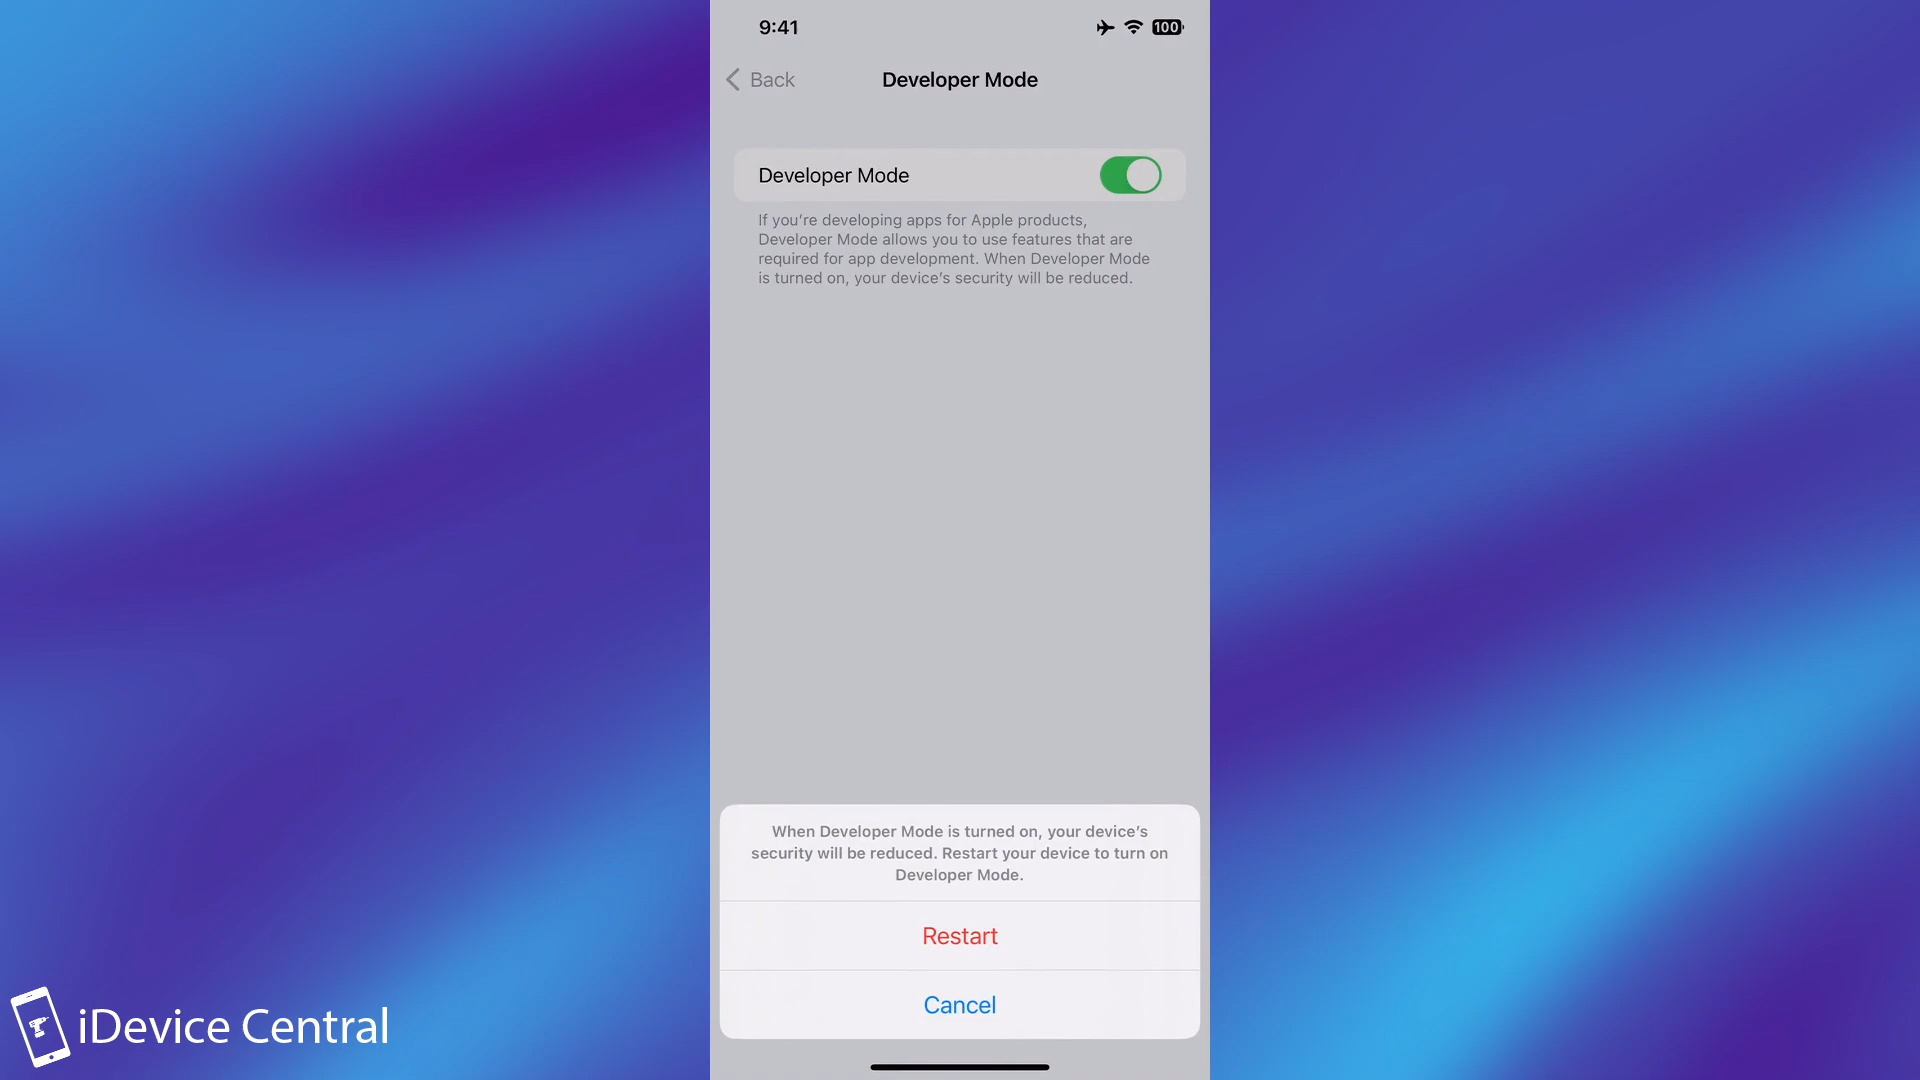 9:41
100
Back
Developer Mode
Developer Mode
If you’re developing apps for Apple products,
Developer Mode allows you to use features that are
required for app development. When Developer Mode
is turned on, your device’s security will be reduced.
When Developer Mode is turned on, your device’s
security will be reduced. Restart your device to turn on
Developer Mode.
Restart
Cancel
iDevice Central